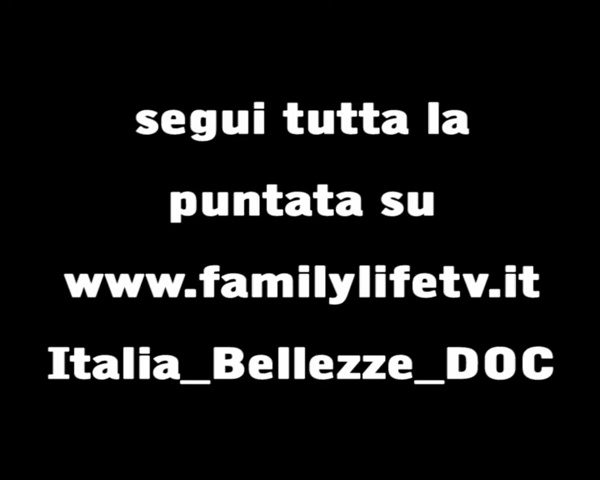 segui tutta la
puntata su
www.familylifetv.it
Italia_Bellezze_DOC